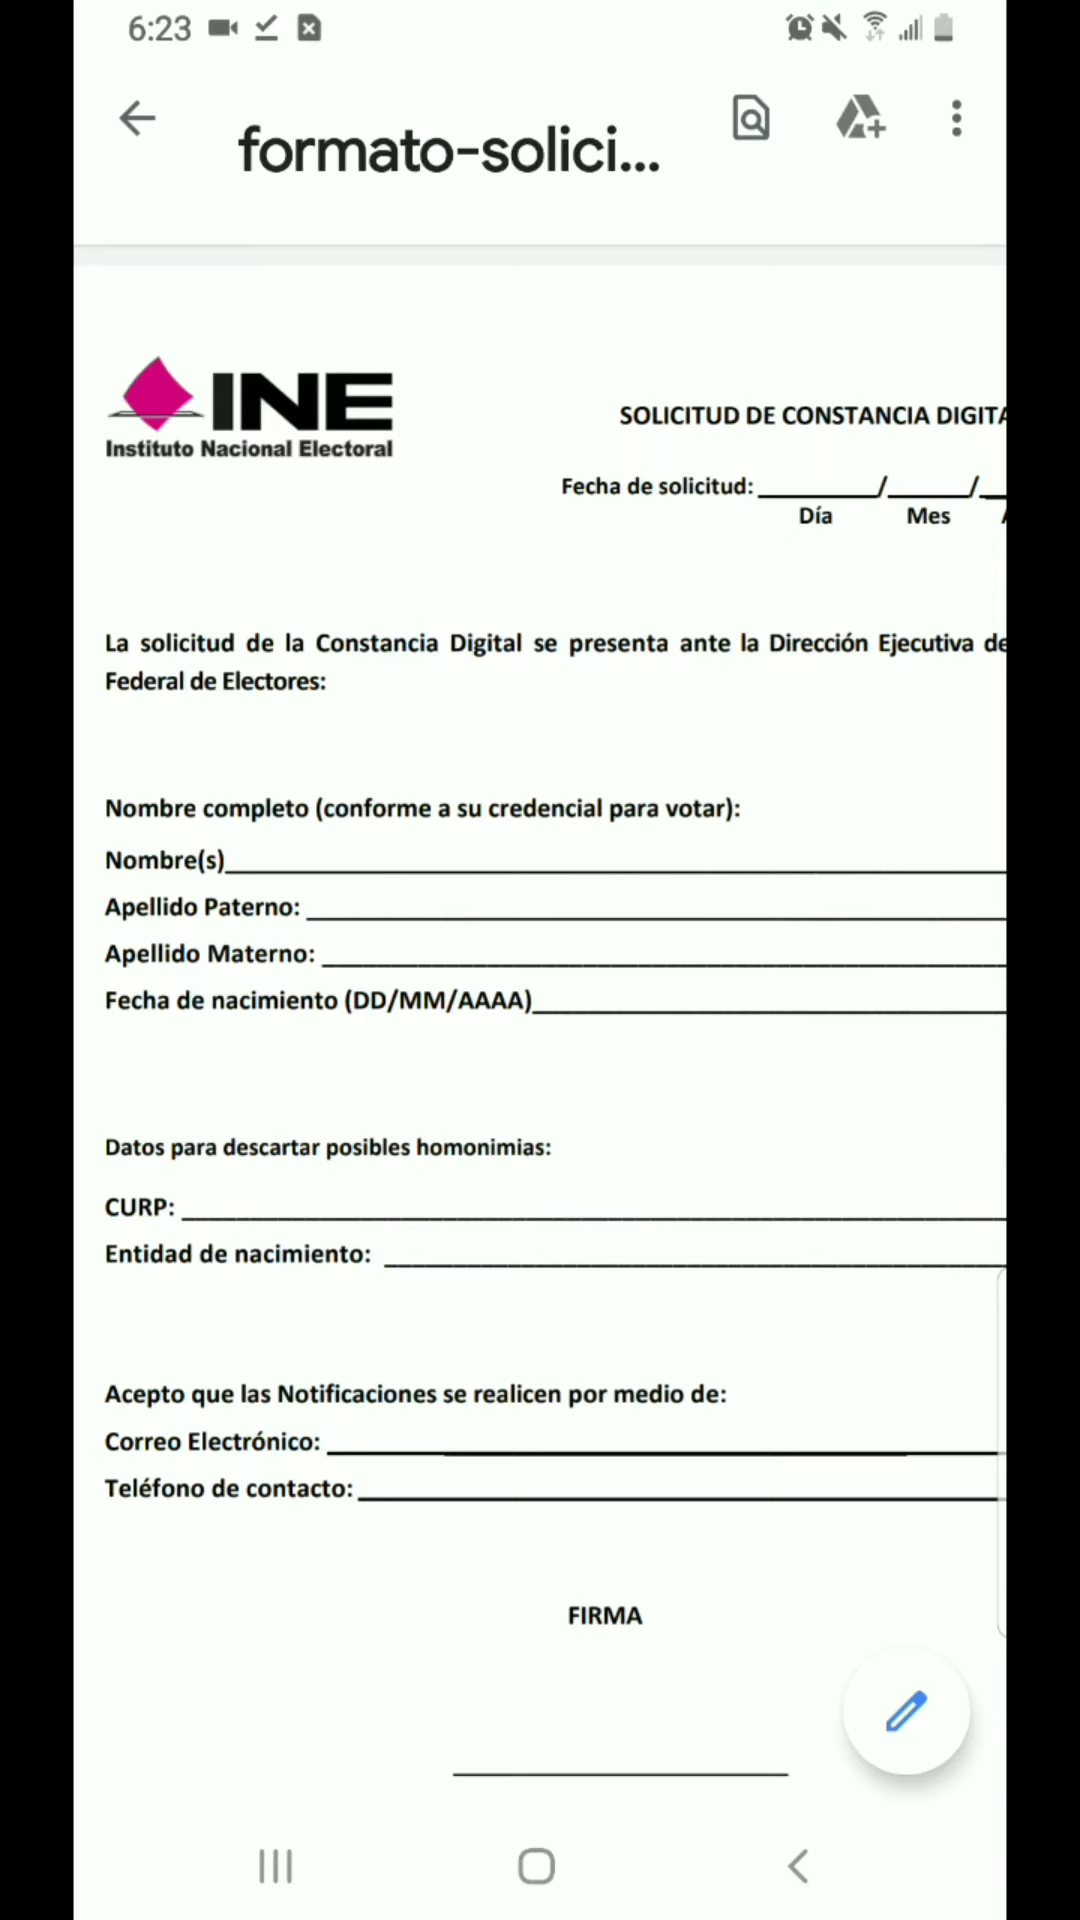 6:23
formato-solici...
INE
Instituto Nacional Electoral
SOLICITUD DE CONSTANCIA DIGITA
Fecha de solicitud: ________/_____/__
Día Mes
La solicitud de la Constancia Digital se presenta ante la Dirección Ejecutiva de
Federal de Electores:
Nombre completo (conforme a su credencial para votar):
Nombre(s)
Apellido Paterno:
Apellido Materno:
Fecha de nacimiento (DD/MM/AAAA)
Datos para descartar posibles homonimias:
CURP:
Entidad de nacimiento:
Acepto que las Notificaciones se realicen por medio de:
Correo Electrónico:
Teléfono de contacto:
FIRMA